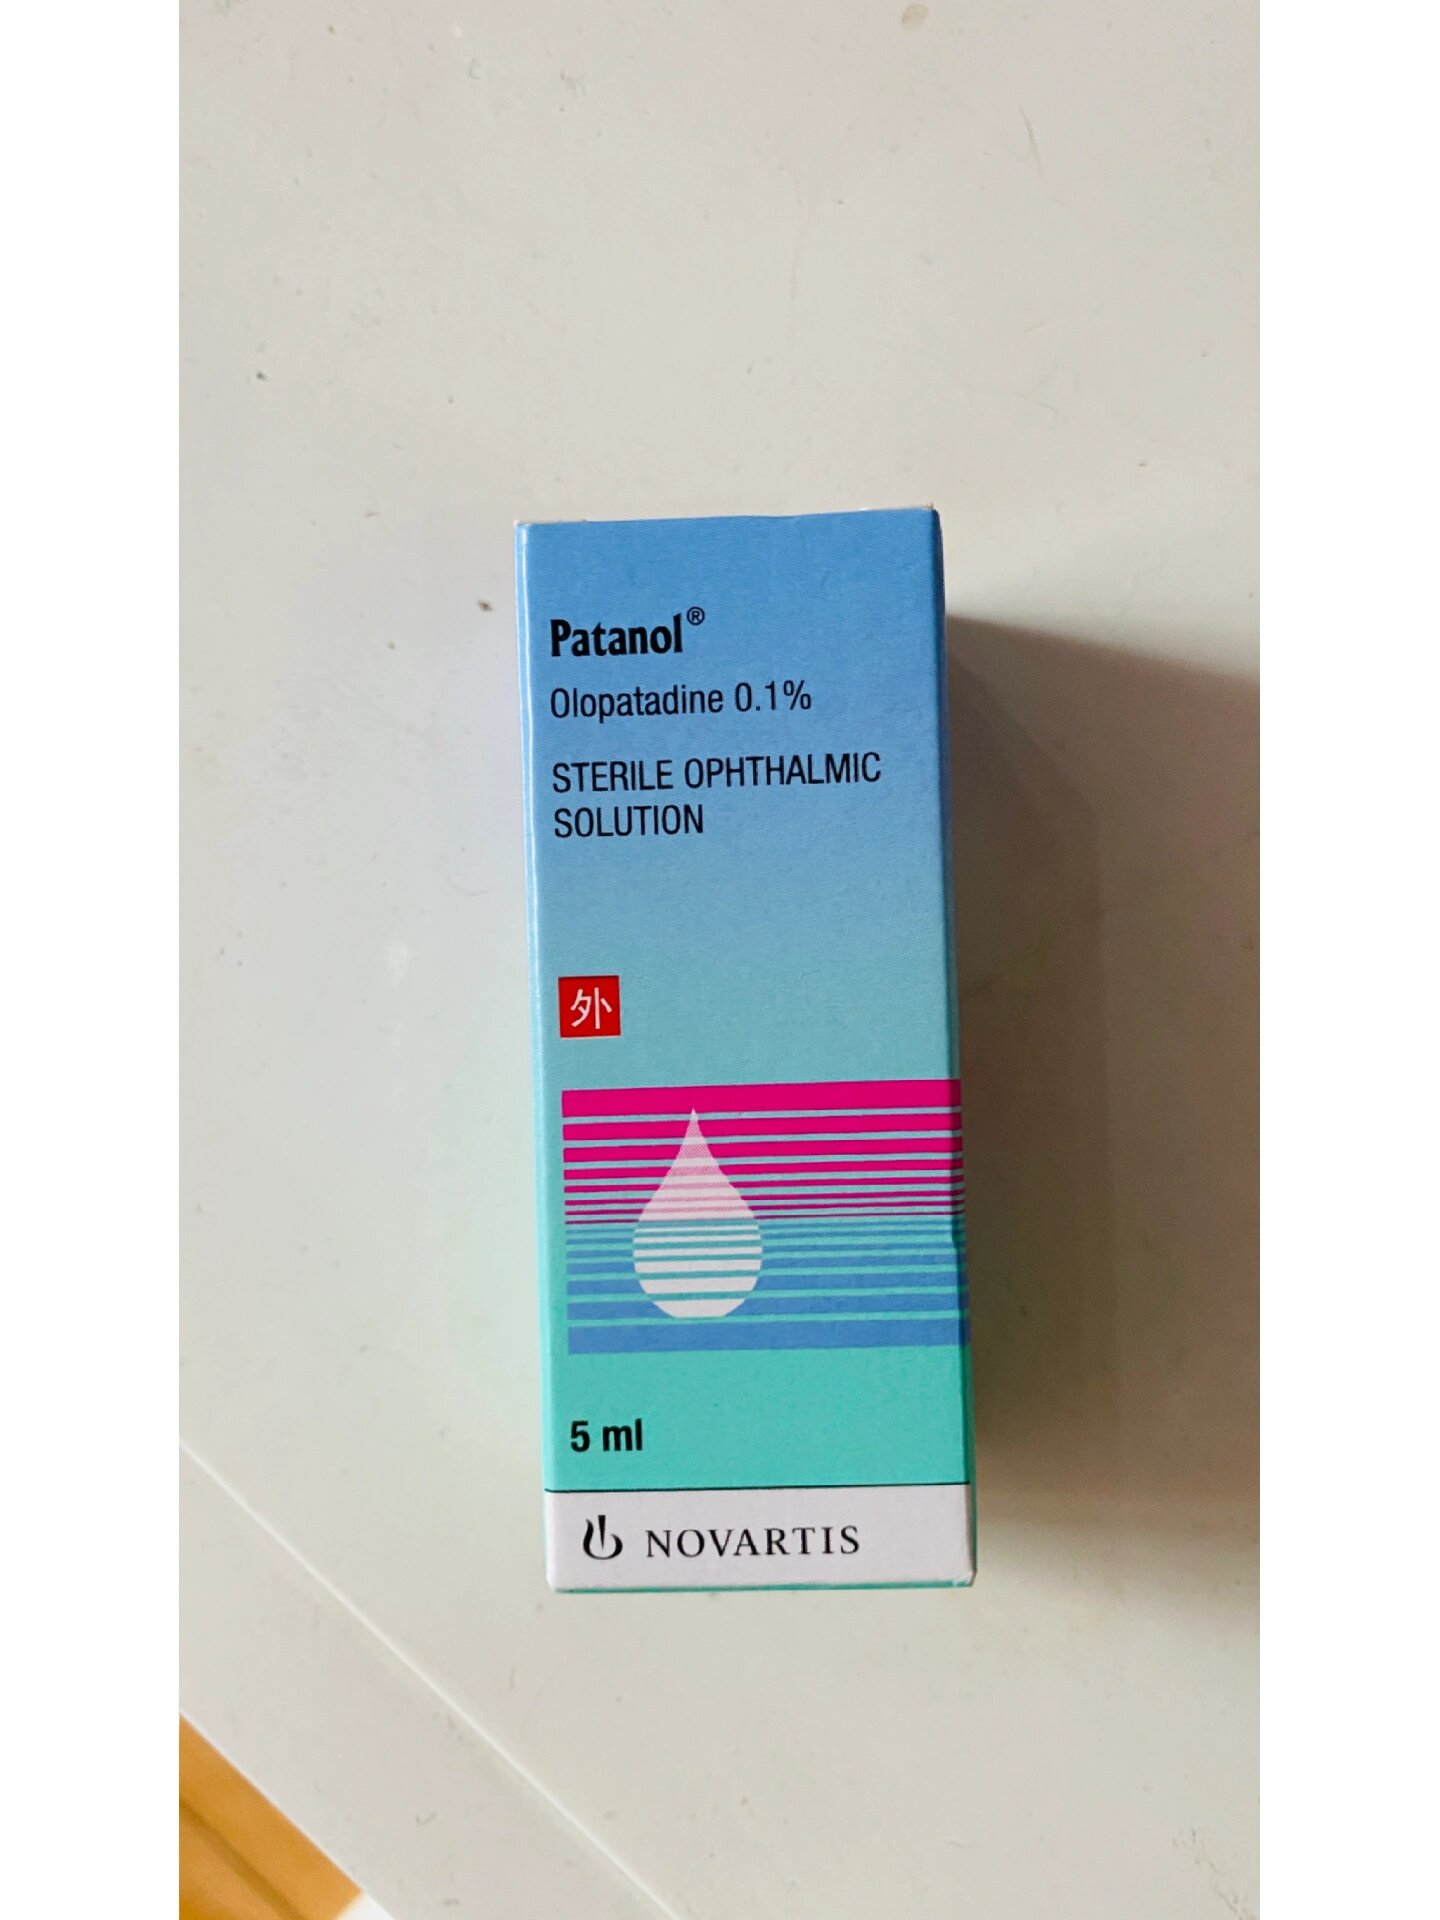 Patanol®
Olopatadine 0.1%
STERILE OPHTHALMIC
SOLUTION
外
5 ml
NOVARTIS